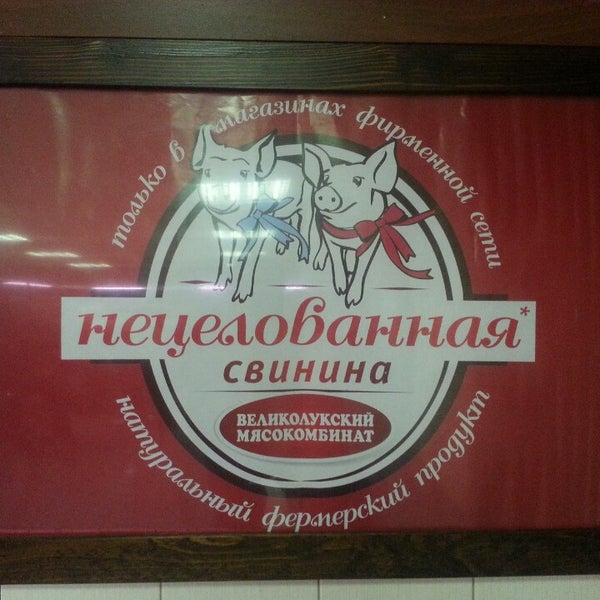 только в магазинах фирменной сети
нецелованная*
свинина
ВЕЛИКОЛУКСКИЙ
МЯСОКОМБИНАТ
натуральный фермерский продукт